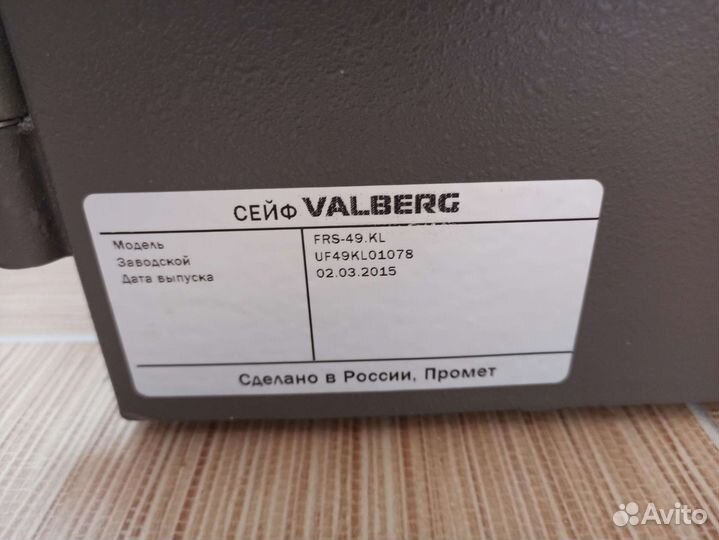 СЕЙФ VALBERG
Модель FRS-49.KL
Заводской UF49KL01078
Дата выпуска 02.03.2015
Сделано в России, Промет
Avito